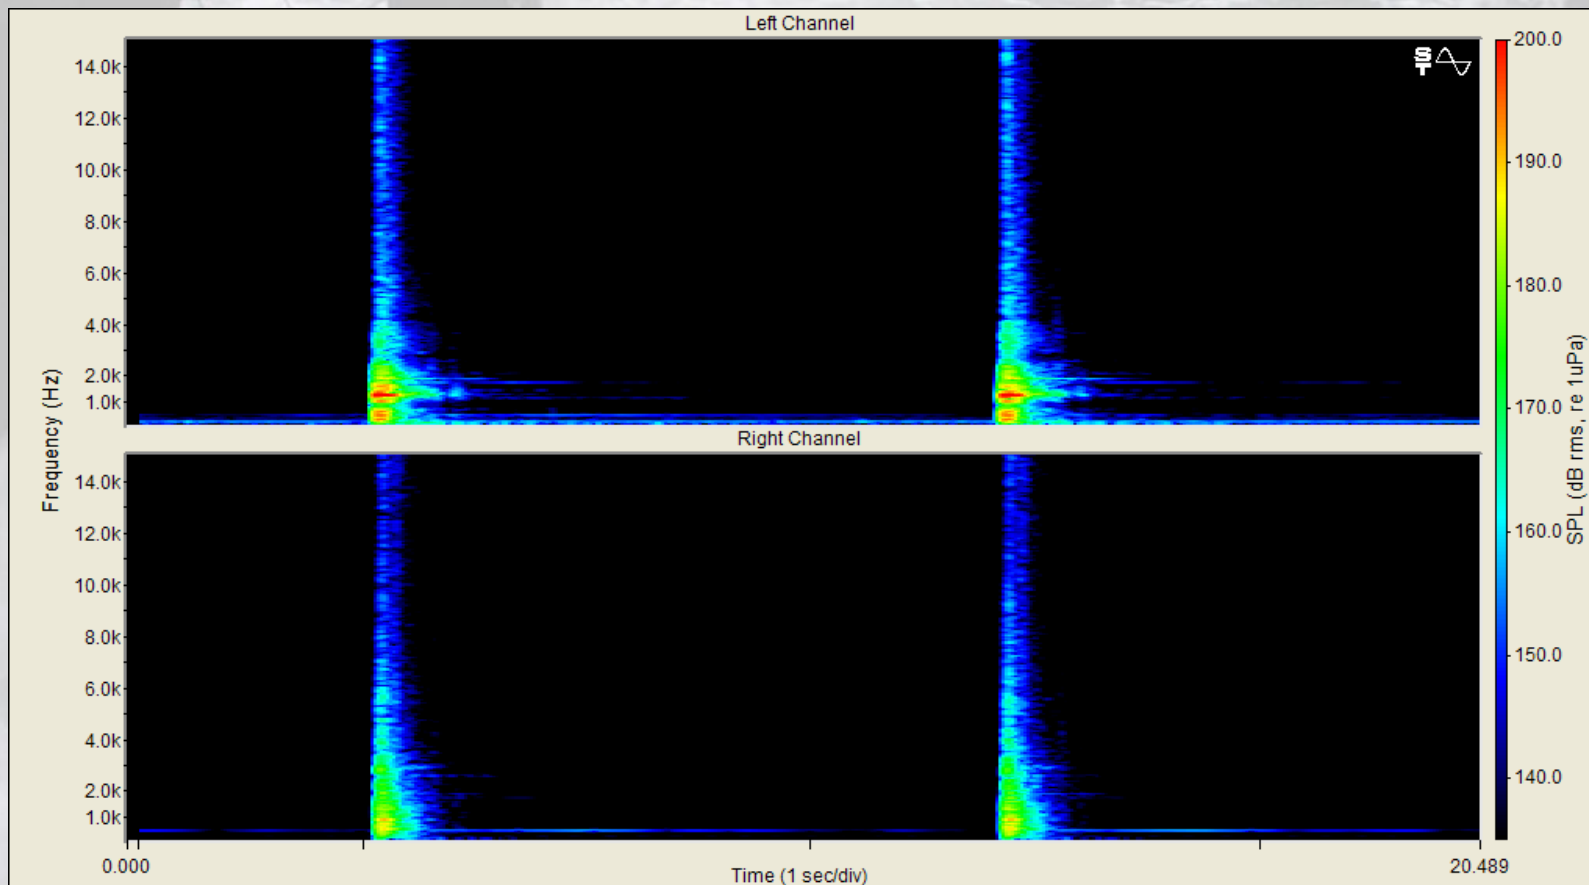 Left Channel
S
T
14.0k
12.0k
10.0k
8.0k
6.0k
4.0k
2.0k
1.0k
Right Channel
14.0k
12.0k
10.0k
8.0k
6.0k
4.0k
2.0k
1.0k
Frequency (Hz)
200.0
190.0
180.0
170.0
160.0
150.0
140.0
SPL (dB rms, re 1uPa)
0.000
Time (1 sec/div)
20.489